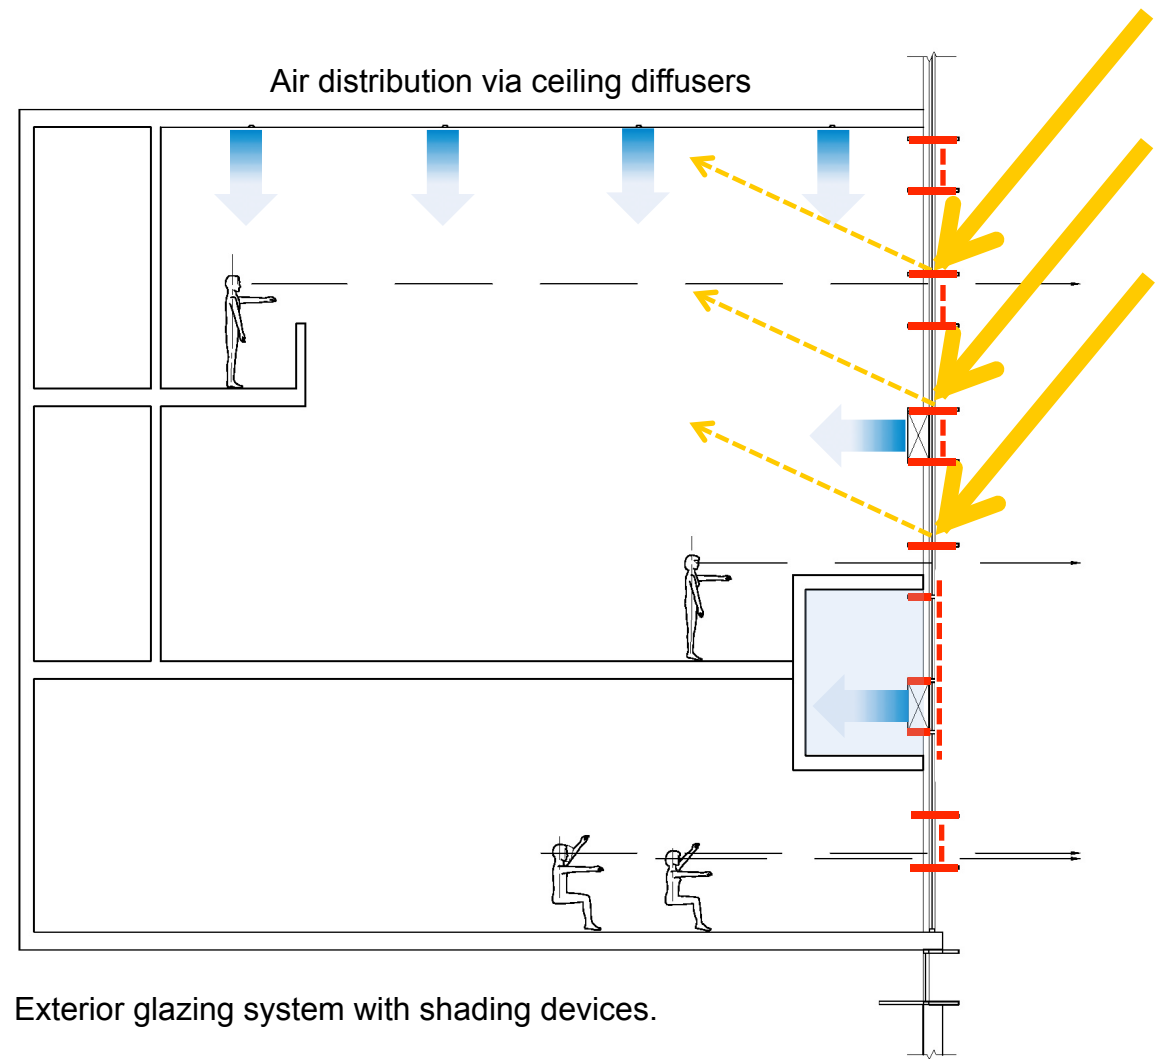 Air distribution via ceiling diffusers
Exterior glazing system with shading devices.